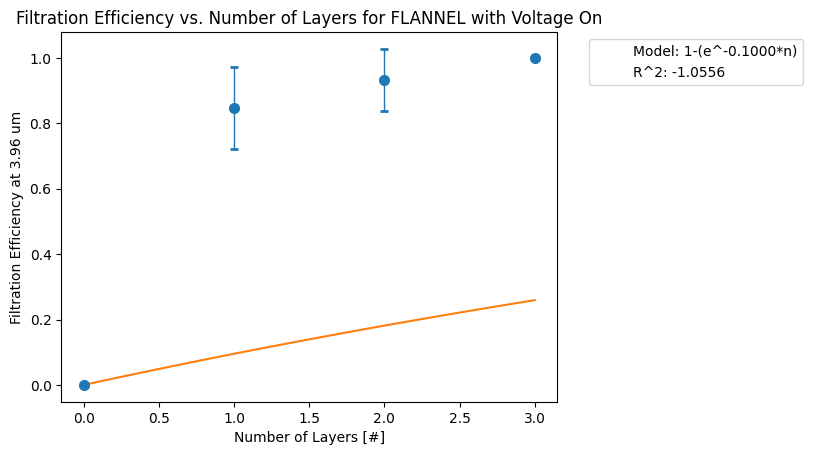 Filtration Efficiency vs. Number of Layers for FLANNEL with Voltage On
Model: 1-(e^-0.1000*n)
R^2: -1.0556
Filtration Efficiency at 3.96 um
1.0
0.8
0.6
0.4
0.2
0.0
0.0 0.5 1.0 1.5 2.0 2.5 3.0
Number of Layers [#]